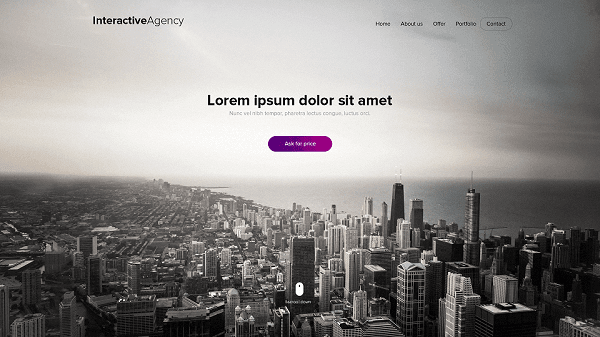 InteractiveAgency
Home About us Offer Portfolio Contact
Lorem ipsum dolor sit amet
Nunc vel nibh tempor, pharetra lectus congue, luctus orci.
Ask for price
Scroll down